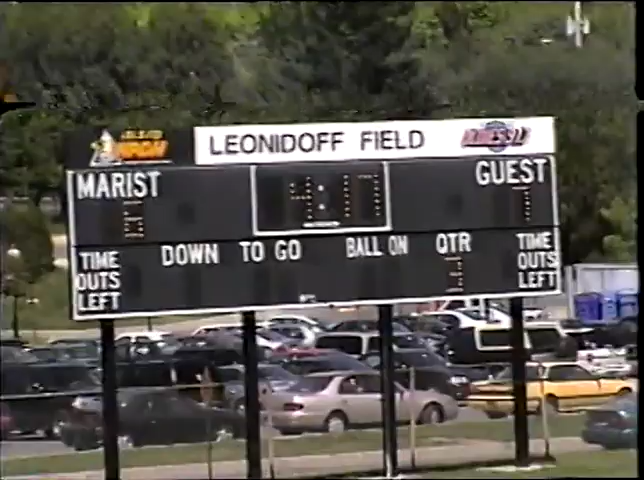 LEONIDOFF FIELD
MARIST GUEST
DOWN TO GO BALL ON QTR
TIME OUTS LEFT
TIME OUTS LEFT